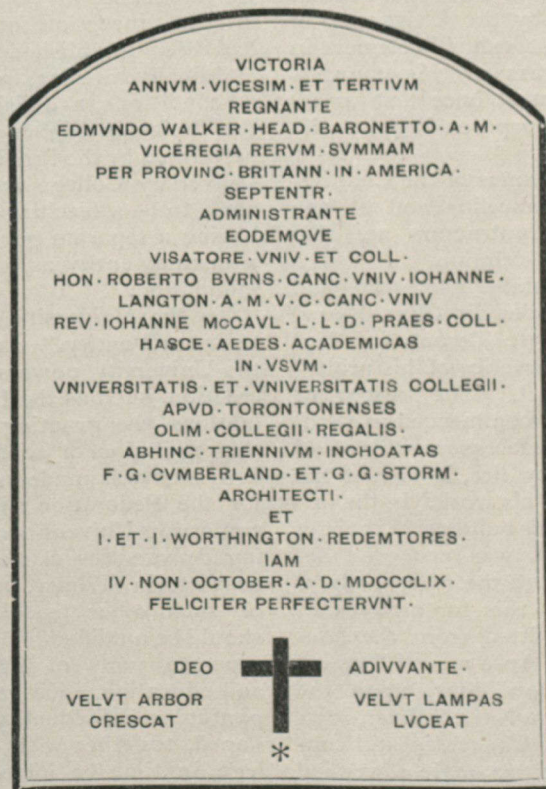 VICTORIA
ANNVM·VICESIM·ET TERTIVM
REGNANTE
EDMVNDO WALKER·HEAD·BARONETTO·A·M·
VICEREGIA RERVM·SVMMAM
PER PROVINC·BRITANN·IN·AMERICA·
SEPTENTR·
ADMINISTRANTE
EODEMQVE
VISATORE·VNIV·ET COLL·
HON·ROBERTO BVRNS·CANC·VNIV·IOHANNE·
LANGTON·A·M·V·C·CANC·VNIV
REV·IOHANNE McCAVL·L·L·D·PRAES·COLL·
HASCE·AEDES·ACADEMICAS
IN·VSVM·
VNIVERSITATIS·ET·VNIVERSITATIS COLLEGII·
APVD·TORONTONENSES
OLIM·COLLEGII·REGALIS·
ABHINC·TRIENNIVM·INCHOATAS
F·G·CVMBERLAND·ET·G·G·STORM·
ARCHITECTI·
ET
I·ET·I·WORTHINGTON·REDEMTORES·
IAM
IV·NON·OCTOBER·A·D·MDCCCLIX·
FELICITER PERFECTERVNT·
DEO ADIVVANTE·
VELVT ARBOR
CRESCAT
VELVT LAMPAS
LVCEAT
*